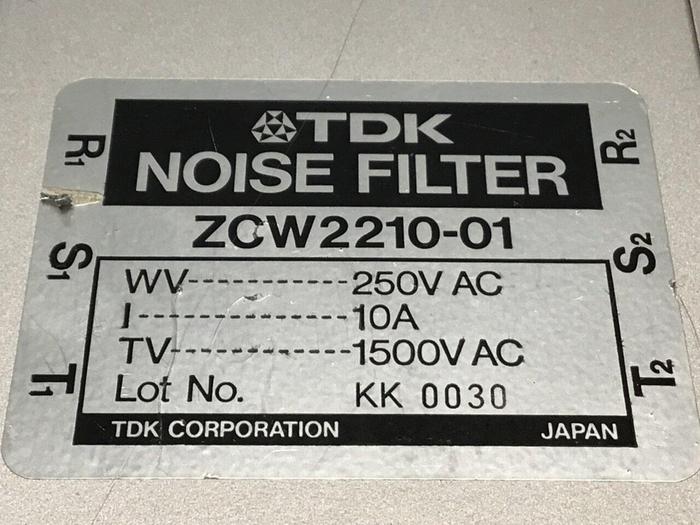 TDK
NOISE FILTER
ZCW2210-01
R1
S1
T1
R2
S2
T2
WV-----------250V AC
I--------------10A
TV-----------1500V AC
Lot No. KK 0030
TDK CORPORATION JAPAN